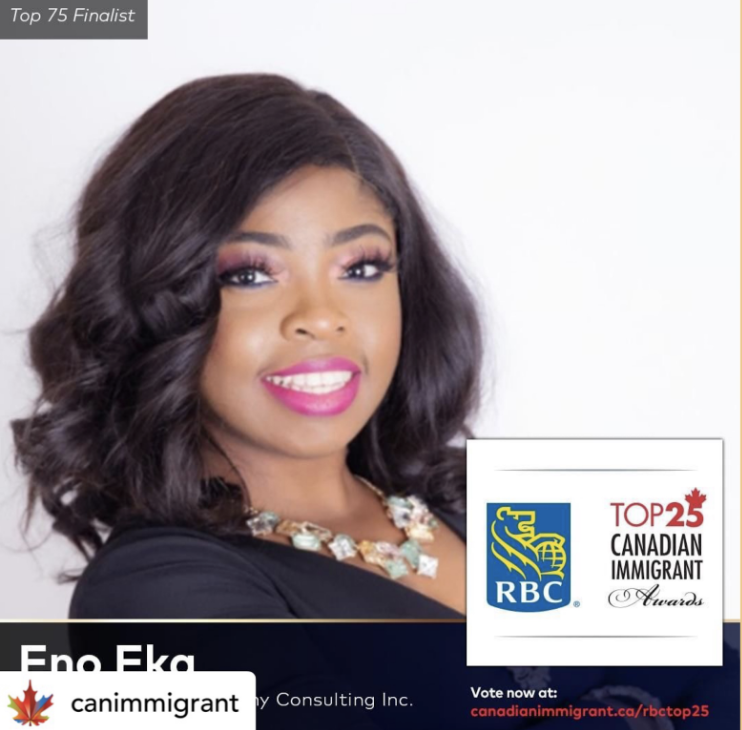 Top 75 Finalist
RBC
®
TOP25
CANADIAN
IMMIGRANT
Awards
Eno Eka
canimmigrant
ny Consulting Inc.
Vote now at:
canadianimmigrant.ca/rbctop25